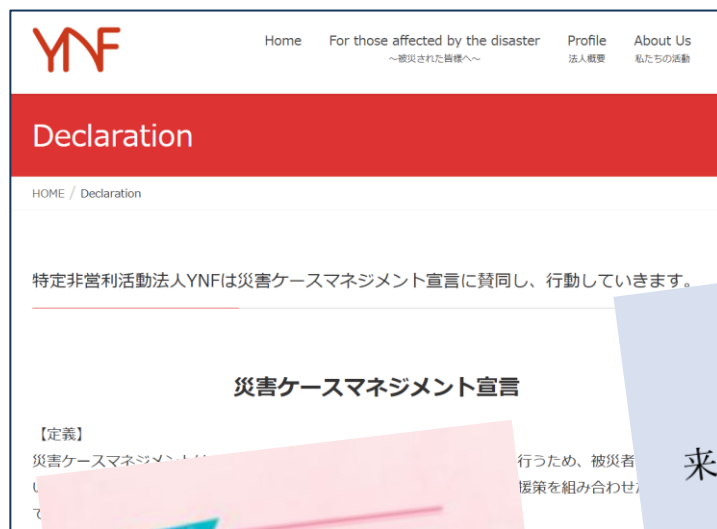 YNF
Home For those affected by the disaster Profile About Us
～被災された皆様へ～ 法人概要 私たちの活動
Declaration
HOME / Declaration
特定非営利活動法人YNFは災害ケースマネジメント宣言に賛同し、行動していきます。
災害ケースマネジメント宣言
【定義】
災害ケースマネジメント 行うため、被災者
い 援策を組み合わせ
て
来